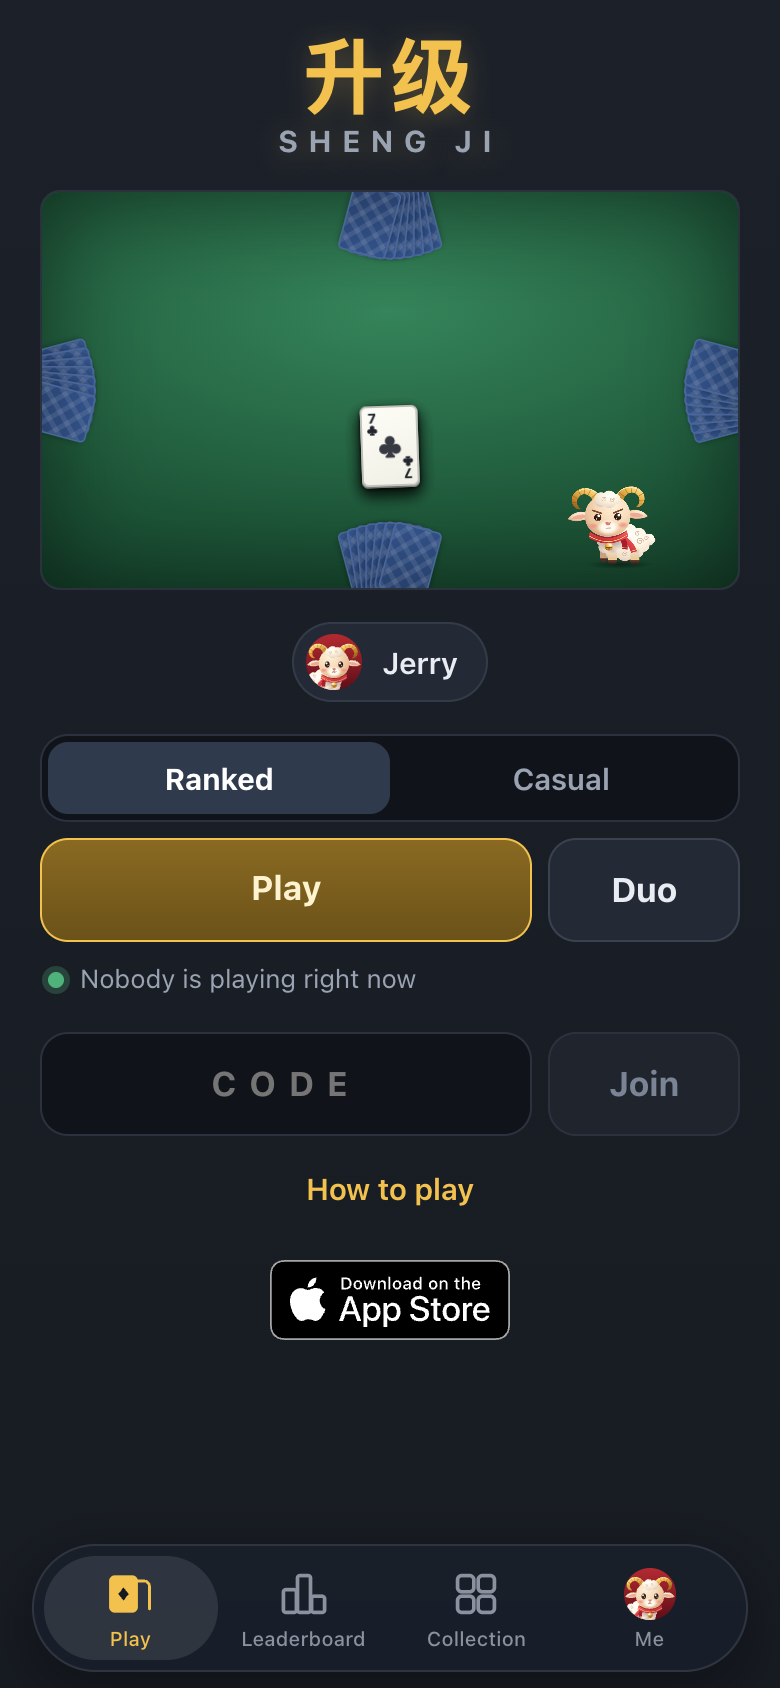 升级
SHENG JI
7
7
Jerry
Ranked
Casual
Play
Duo
Nobody is playing right now
CODE
Join
How to play
Download on the
App Store
Play
Leaderboard
Collection
Me